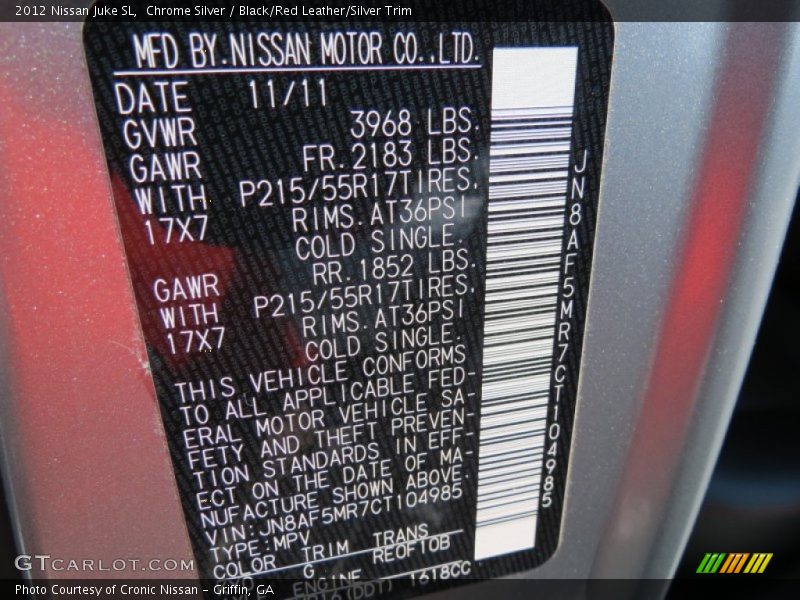 2012 Nissan Juke SL,  Chrome Silver / Black/Red Leather/Silver Trim
MFD BY.NISSAN MOTOR CO.,LTD.
DATE 11/11
GVWR 3968 LBS.
GAWR FR.2183 LBS.
WITH P215/55R17TIRES.
17X7 RIMS.AT36PSI
COLD SINGLE.
GAWR RR.1852 LBS.
WITH P215/55R17TIRES.
17X7 RIMS.AT36PSI
COLD SINGLE.
THIS VEHICLE CONFORMS
TO ALL APPLICABLE FED-
ERAL MOTOR VEHICLE SA-
FETY AND THEFT PREVEN-
TION STANDARDS IN EFF-
ECT ON THE DATE OF MA-
NUFACTURE SHOWN ABOVE.
VIN:JN8AF5MR7CT104985
TYPE:MPV
COLOR TRIM TRANS
G REOF10B
ENGINE 1618CC
JN8AF5MR7CT104985
GTCARLOT.COM
Photo Courtesy of Cronic Nissan - Griffin, GA